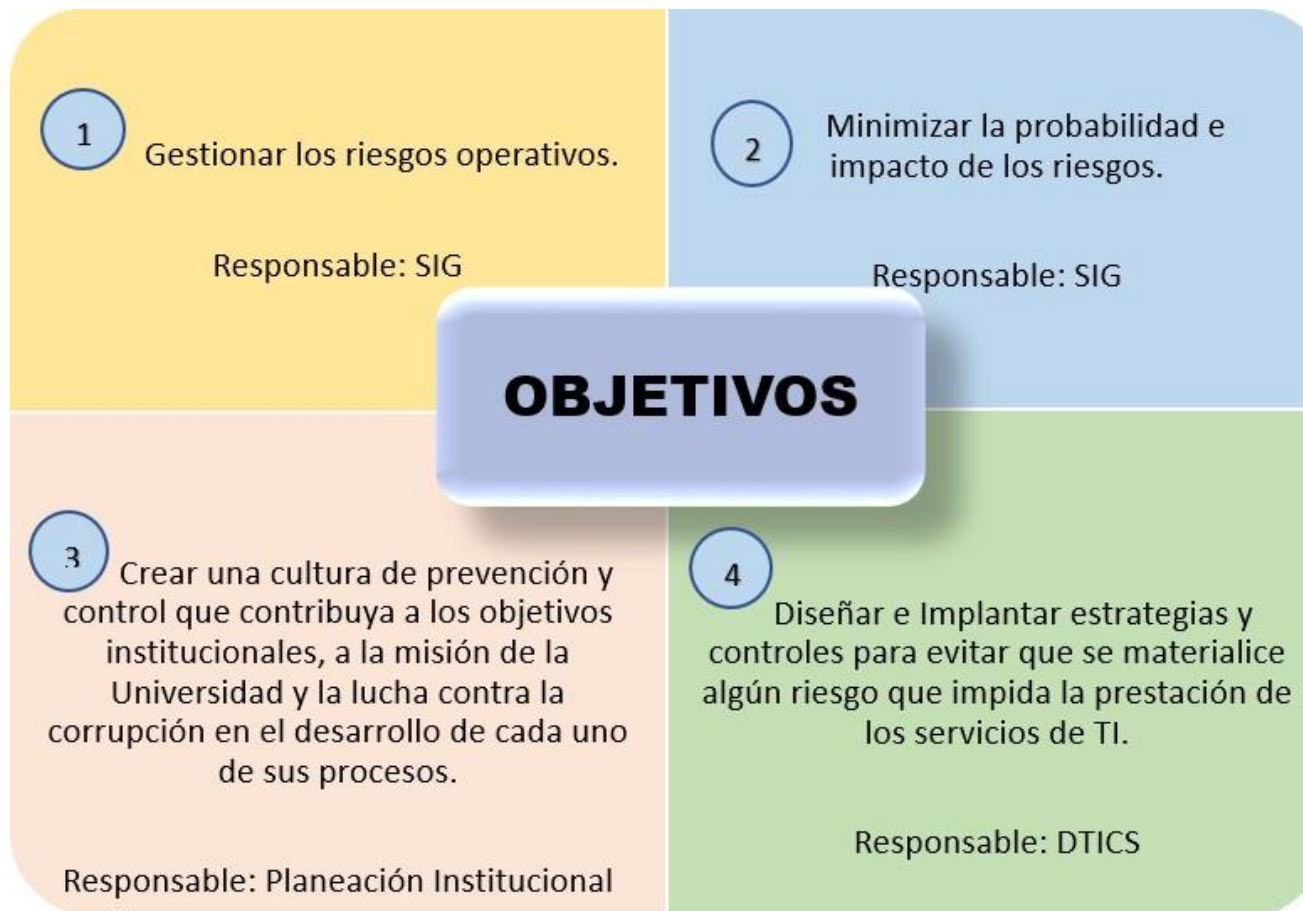 1
Gestionar los riesgos operativos.
Responsable: SIG
2
Minimizar la probabilidad e
impacto de los riesgos.
Responsable: SIG
OBJETIVOS
3
Crear una cultura de prevención y
control que contribuya a los objetivos
institucionales, a la misión de la
Universidad y la lucha contra la
corrupción en el desarrollo de cada uno
de sus procesos.
Responsable: Planeación Institucional
4
Diseñar e Implantar estrategias y
controles para evitar que se materialice
algún riesgo que impida la prestación de
los servicios de TI.
Responsable: DTICS